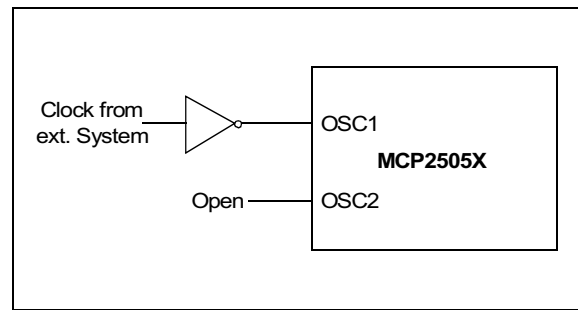 Clock from
ext. System
OSC1
MCP2505X
Open
OSC2